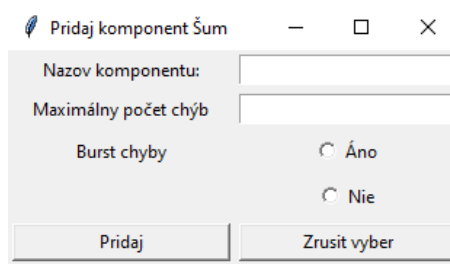 Pridaj komponent Šum
Nazov komponentu:
Maximálny počet chýb
Burst chyby Áno
Nie
Pridaj Zrusit vyber